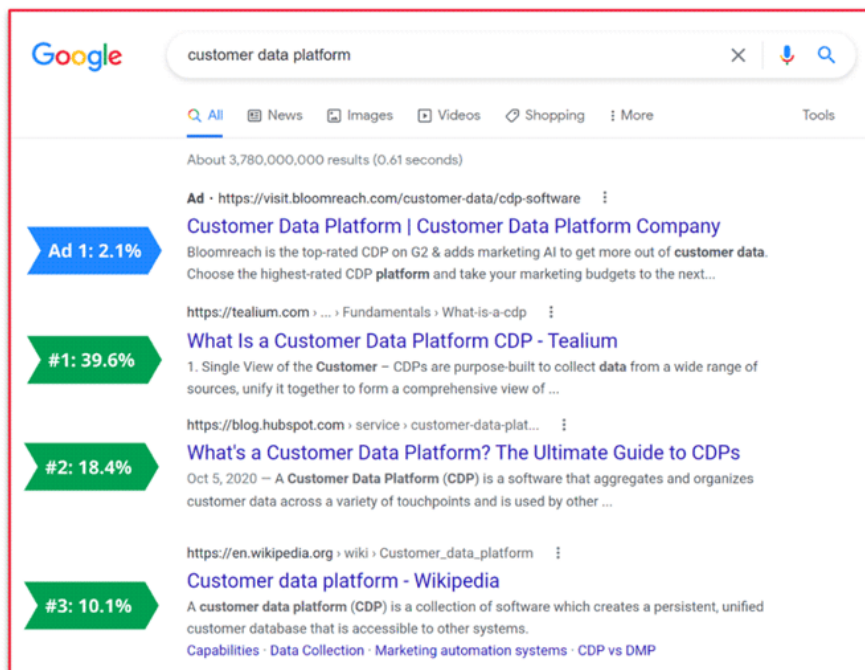 Google
customer data platform
All News Images Videos Shopping More Tools
About 3,780,000,000 results (0.61 seconds)
Ad · https://visit.bloomreach.com/customer-data/cdp-software
Ad 1: 2.1%
Customer Data Platform | Customer Data Platform Company
Bloomreach is the top-rated CDP on G2 & adds marketing AI to get more out of customer data.
Choose the highest-rated CDP platform and take your marketing budgets to the next...
https://tealium.com › ... › Fundamentals › What-is-a-cdp
#1: 39.6%
What Is a Customer Data Platform CDP - Tealium
1. Single View of the Customer – CDPs are purpose-built to collect data from a wide range of
sources, unify it together to form a comprehensive view of ...
https://blog.hubspot.com › service › customer-data-plat...
#2: 18.4%
What's a Customer Data Platform? The Ultimate Guide to CDPs
Oct 5, 2020 — A Customer Data Platform (CDP) is a software that aggregates and organizes
customer data across a variety of touchpoints and is used by other ...
https://en.wikipedia.org › wiki › Customer_data_platform
#3: 10.1%
Customer data platform - Wikipedia
A customer data platform (CDP) is a collection of software which creates a persistent, unified
customer database that is accessible to other systems.
Capabilities · Data Collection · Marketing automation systems · CDP vs DMP